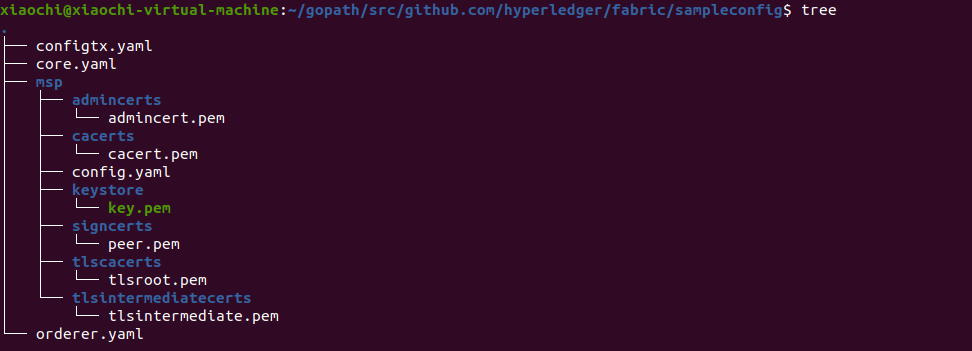 xiaochi@xiaochi-virtual-machine:~/gopath/src/github.com/hyperledger/fabric/sampleconfig$ tree
.
├── configtx.yaml
├── core.yaml
├── msp
│   ├── admincerts
│   │   └── admincert.pem
│   ├── cacerts
│   │   └── cacert.pem
│   ├── config.yaml
│   ├── keystore
│   │   └── key.pem
│   ├── signcerts
│   │   └── peer.pem
│   ├── tlscacerts
│   │   └── tlsroot.pem
│   └── tlsintermediatecerts
│       └── tlsintermediate.pem
└── orderer.yaml